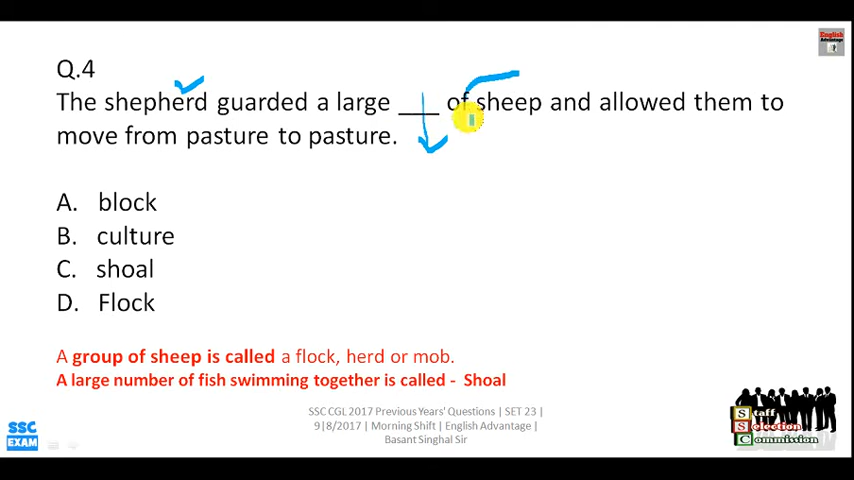 English
Advantage
Q.4
The shepherd guarded a large ___ of sheep and allowed them to
move from pasture to pasture.
A. block
B. culture
C. shoal
D. Flock
A group of sheep is called a flock, herd or mob.
A large number of fish swimming together is called - Shoal
SSC CGL 2017 Previous Years' Questions | SET 23 |
9|8/2017 | Morning Shift | English Advantage |
Basant Singhal Sir
SSC
EXAM
Staff
Selection
Commission